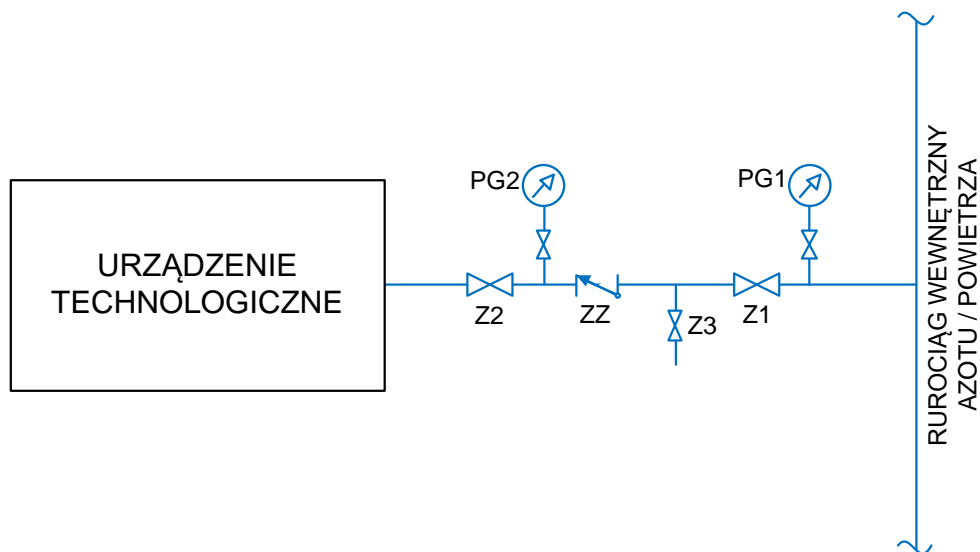 PG2
PG1
URZĄDZENIE
TECHNOLOGICZNE
Z2
ZZ
Z3
Z1
RUROCIĄG WEWNĘTRZNY
AZOTU / POWIETRZA